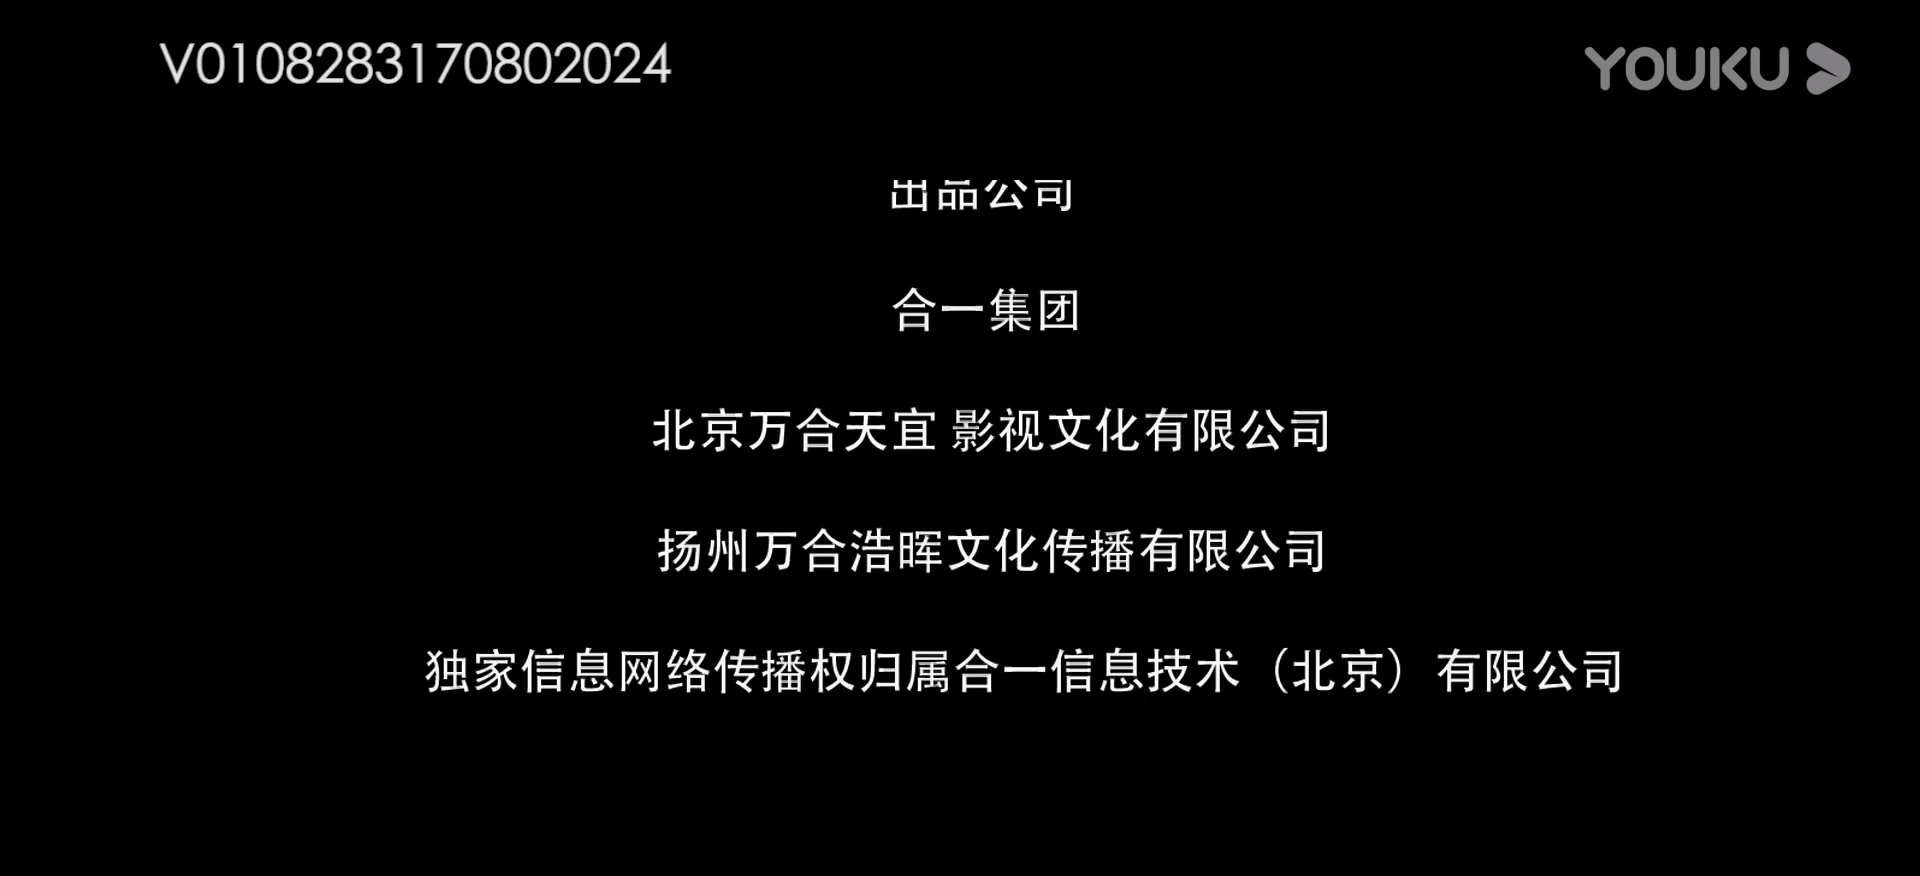 V0108283170802024
YOUKU
出品公司
合一集团
北京万合天宜 影视文化有限公司
扬州万合浩晖文化传播有限公司
独家信息网络传播权归属合一信息技术（北京）有限公司